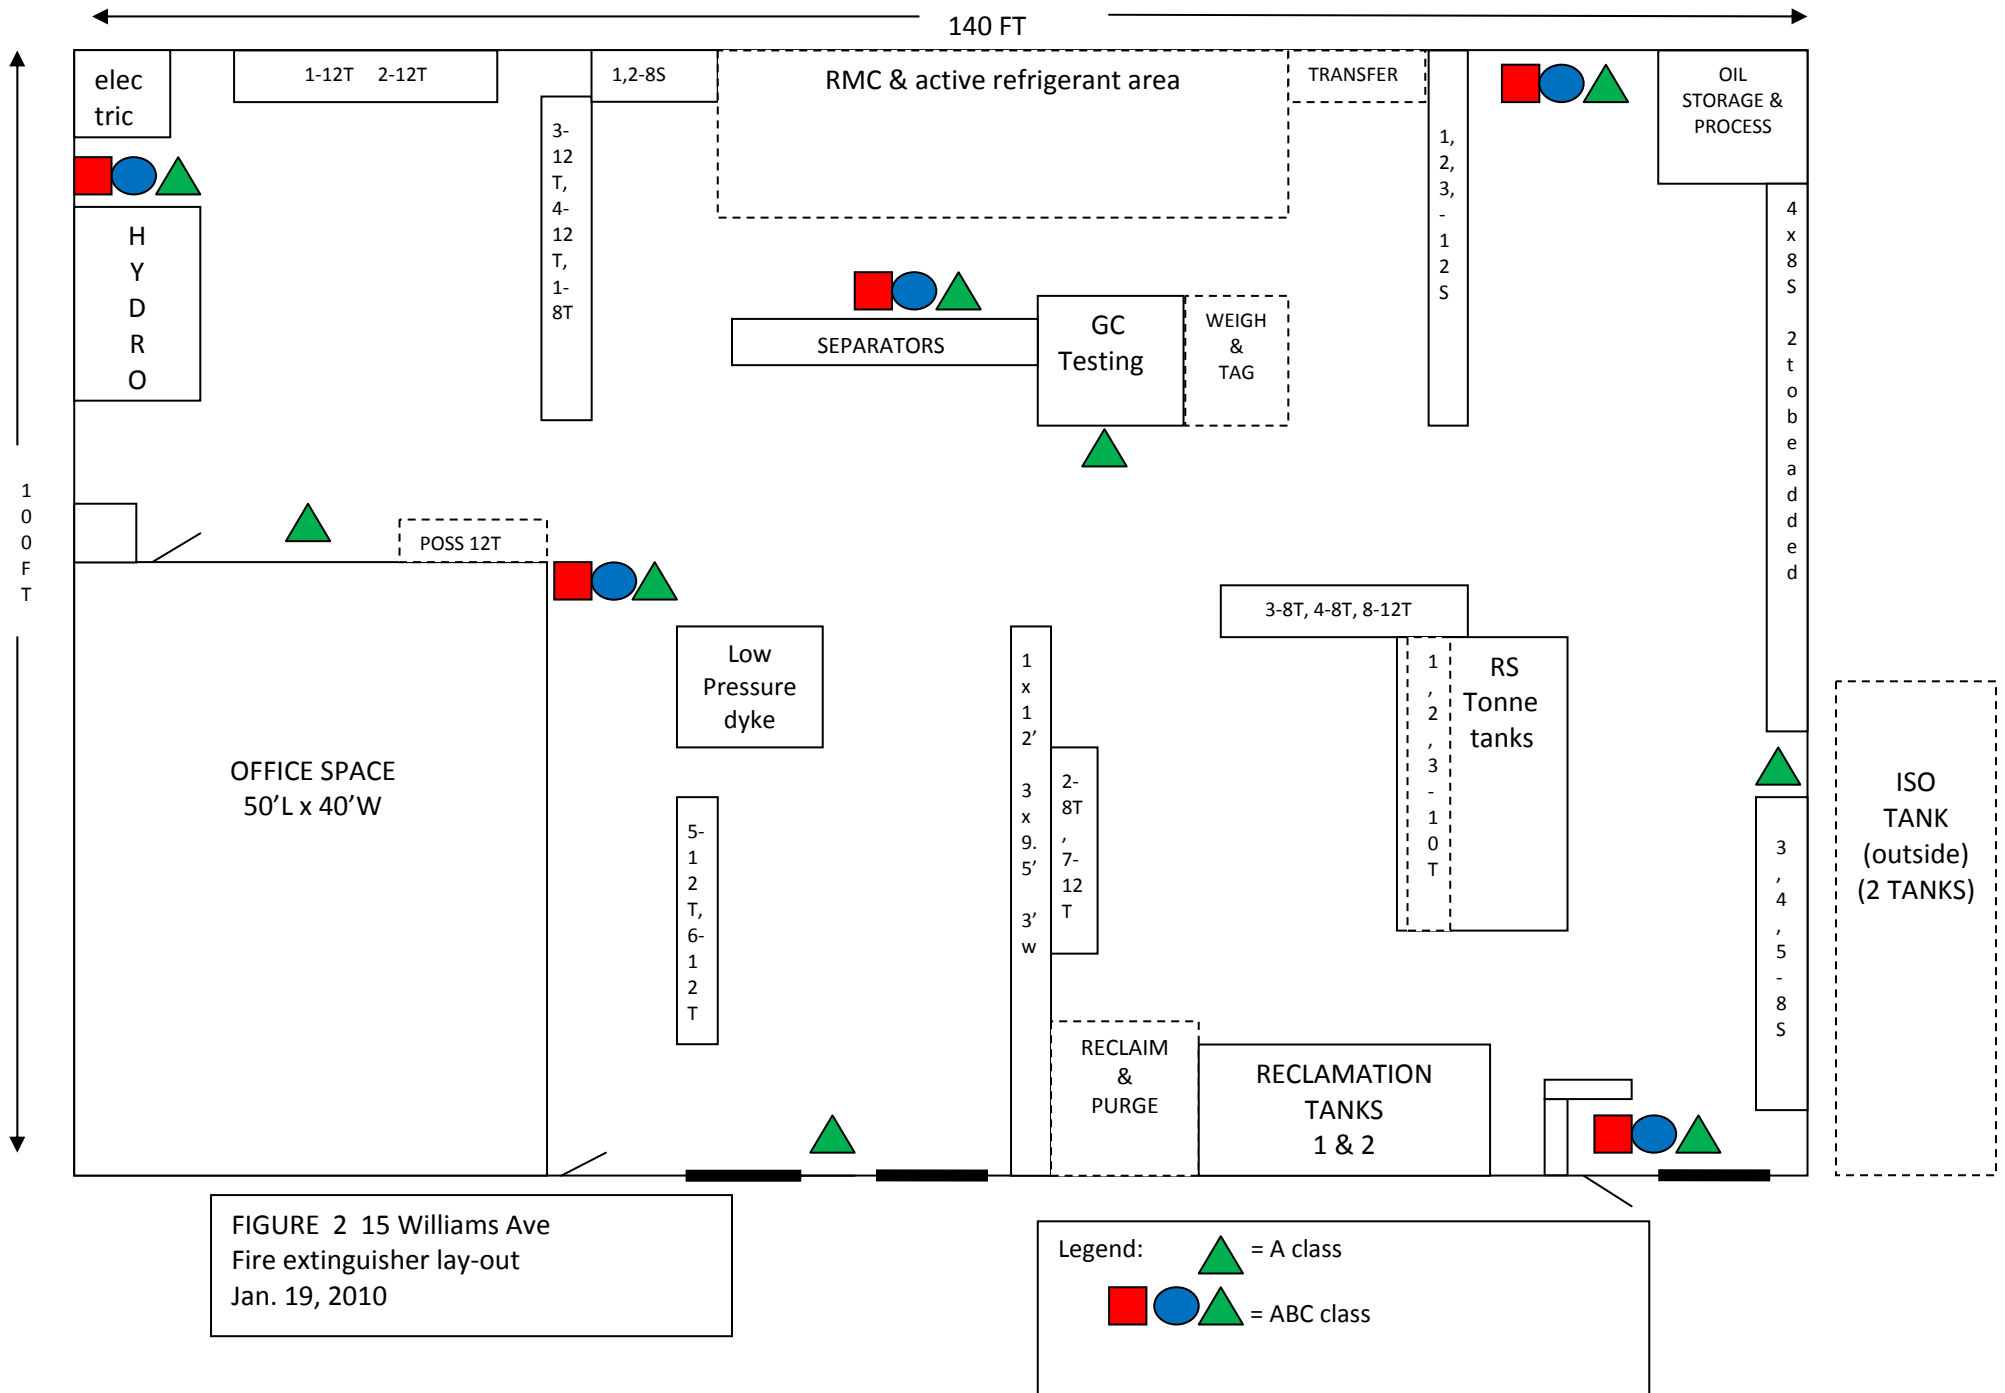 140 FT
elec
tric
1-12T 2-12T
1,2-8S
RMC & active refrigerant area
TRANSFER
OIL
STORAGE &
PROCESS
3-
12
T,
4-
12
T,
1-
8T
1,
2,
3,
-
1
2
S
H
Y
D
R
O
4
x
8
S
2
t
o
b
e
a
d
d
e
d
SEPARATORS
GC
Testing
WEIGH
&
TAG
1
0
0
F
T
POSS 12T
3-8T, 4-8T, 8-12T
Low
Pressure
dyke
1
x
1
2’
3
x
9.
5’
3’
w
1
,
2
,
3
-
1
0
T
RS
Tonne
tanks
OFFICE SPACE
50’L x 40’W
2-
8T
,
7-
12
T
5-
1
2
T,
6-
1
2
T
3
,
4
,
5
-
8
S
ISO
TANK
(outside)
(2 TANKS)
RECLAIM
&
PURGE
RECLAMATION
TANKS
1 & 2
FIGURE 2 15 Williams Ave
Fire extinguisher lay-out
Jan. 19, 2010
Legend:
= A class
= ABC class